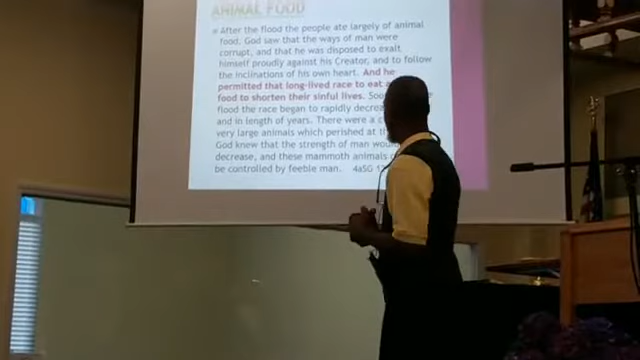 ANIMAL FOOD
After the flood the people ate largely of animal
food. God saw that the ways of man were
corrupt, and that he was disposed to exalt
himself proudly against his Creator, and to follow
the inclinations of his own heart. And he
permitted that long-lived race to eat
food to shorten their sinful lives.
flood the race began to rapidly decrease
and in length of years. There were a
very large animals which perished at the
God knew that the strength of man would
decrease, and these mammoth animals
be controlled by feeble man. 4aSG